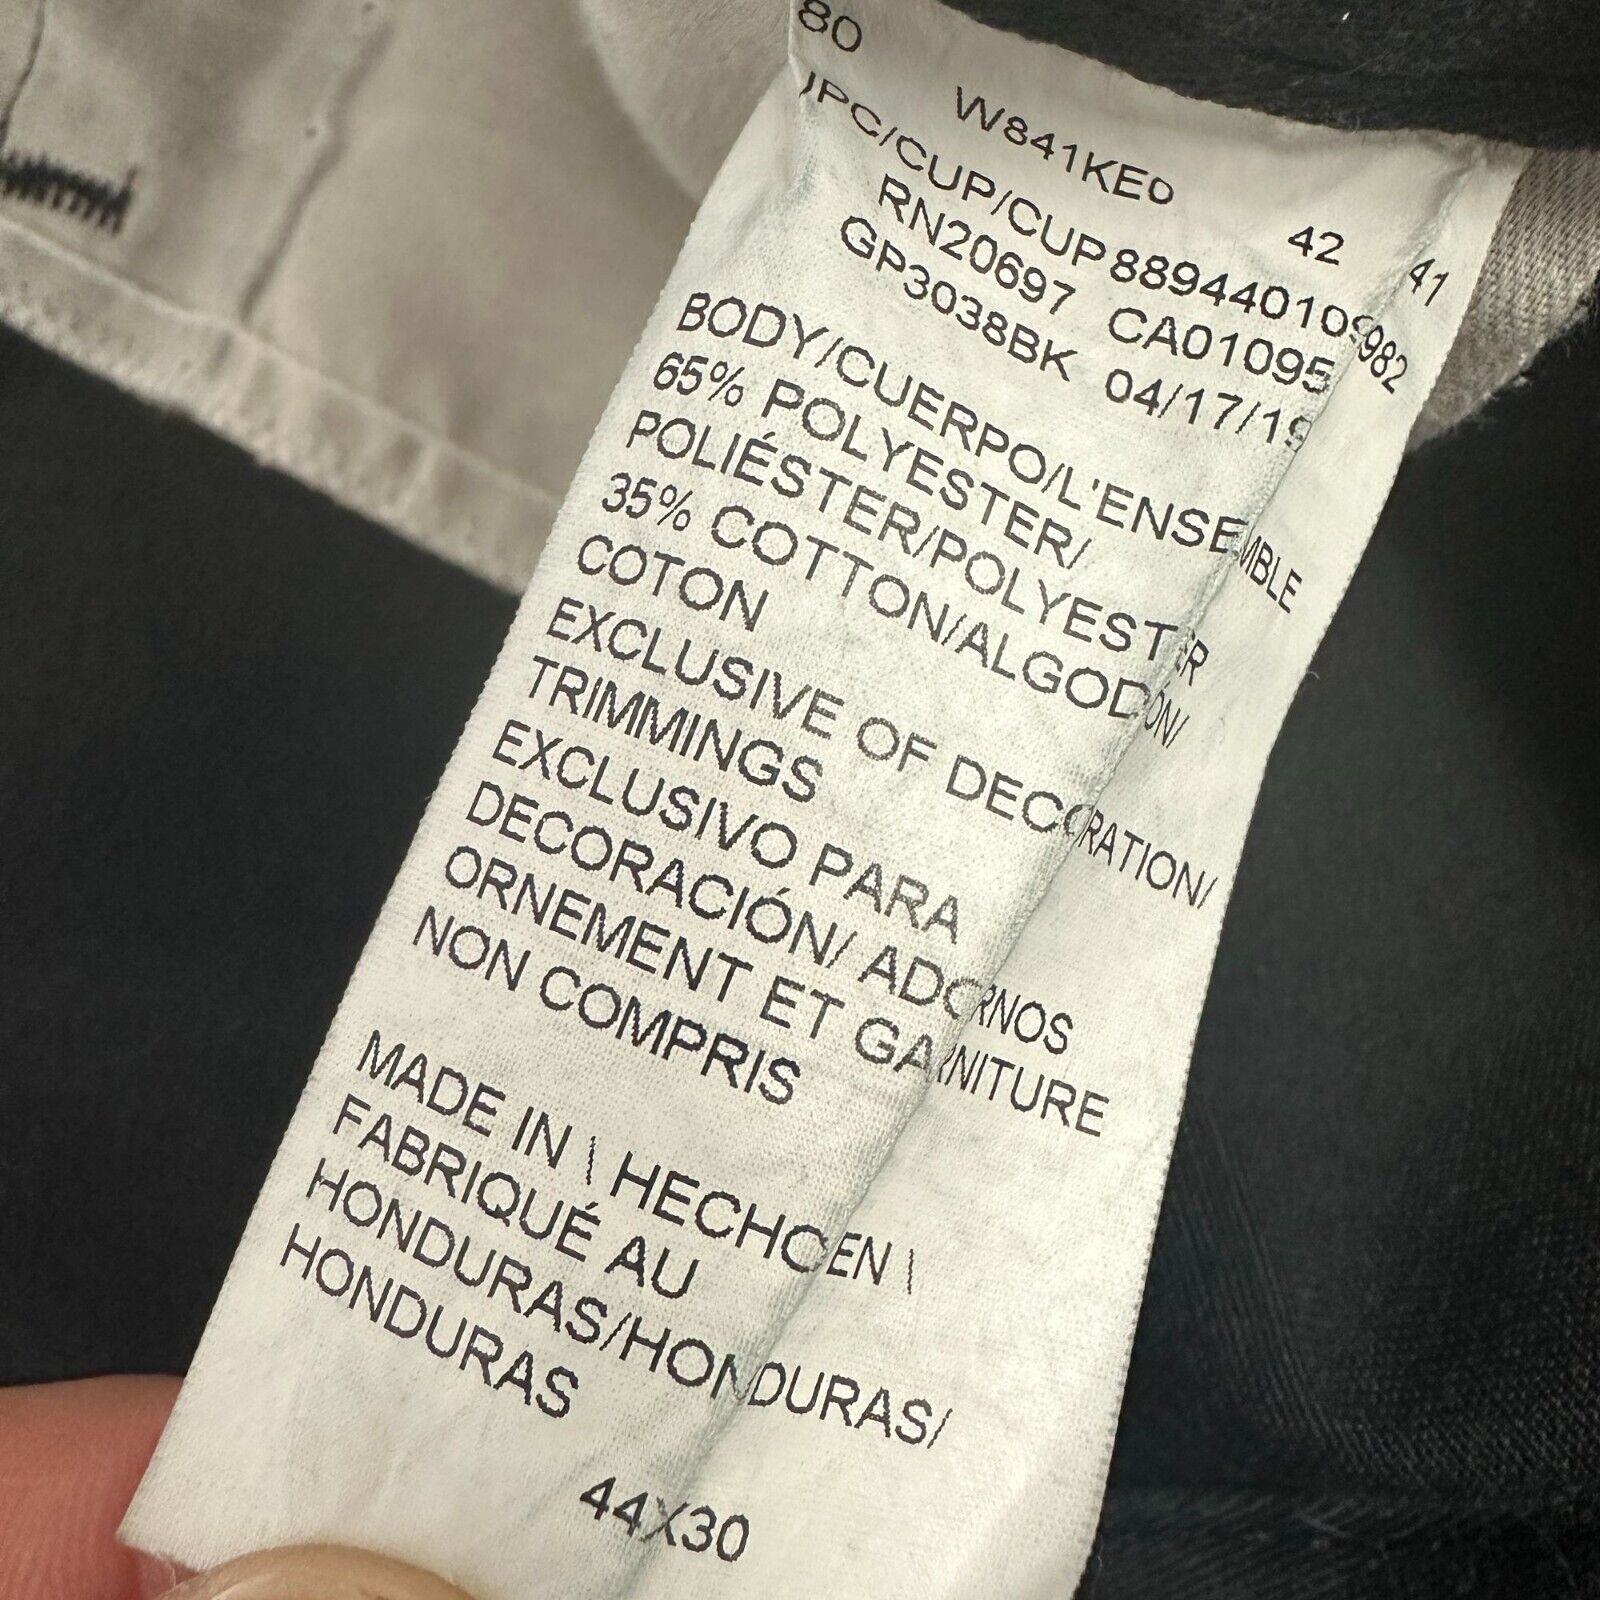 80 W841KE0 42 41
UPC/CUP/CUP 889440109982
RN20697 CA01095
GP3038BK 04/17/19
BODY/CUERPO/L'ENSEMBLE
65% POLYESTER/
POLIÉSTER/POLYESTER
35% COTTON/ALGODÓN/
COTON
EXCLUSIVE OF DECORATION/
TRIMMINGS
EXCLUSIVO PARA
DECORACIÓN/ ADORNOS
ORNEMENT ET GARNITURE
NON COMPRIS
MADE IN \ HECHO EN \
FABRIQUÉ AU
HONDURAS/HONDURAS/
HONDURAS
44X30